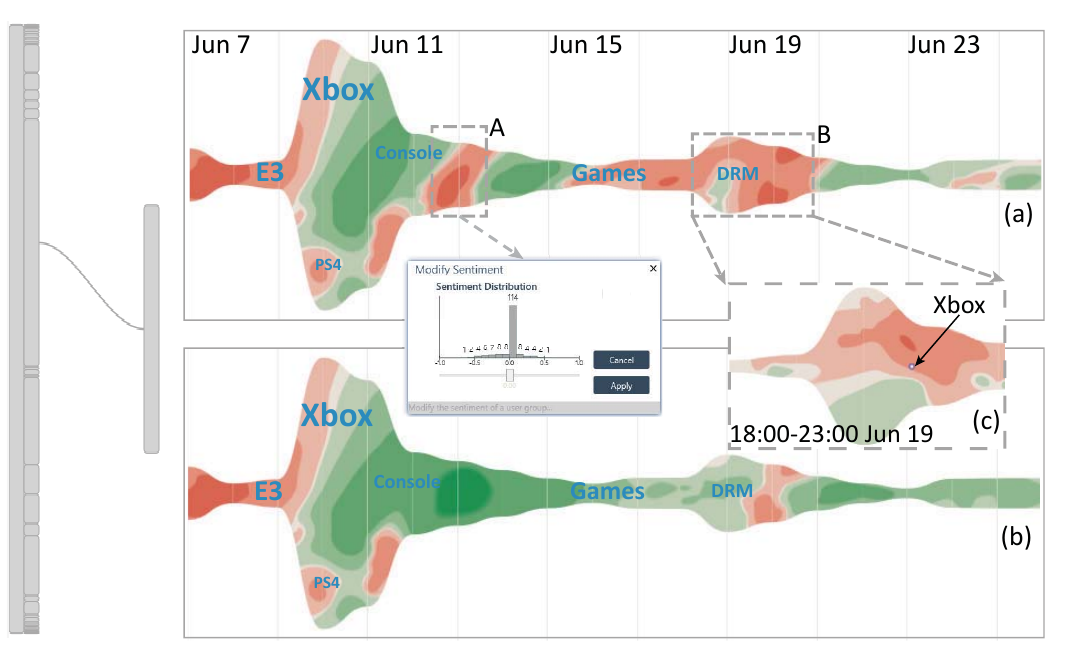 Jun 7
Jun 11
Jun 15
Jun 19
Jun 23
Xbox
A
B
Console
E3
Games
DRM
(a)
PS4
Modify Sentiment
Sentiment Distribution
114
-1.0 -0.5 0.0 0.5 1.0
0.00
Cancel
Apply
Modify the sentiment of a user group..
Xbox
(c)
18:00-23:00 Jun 19
Xbox
Console
E3
Games
DRM
(b)
PS4